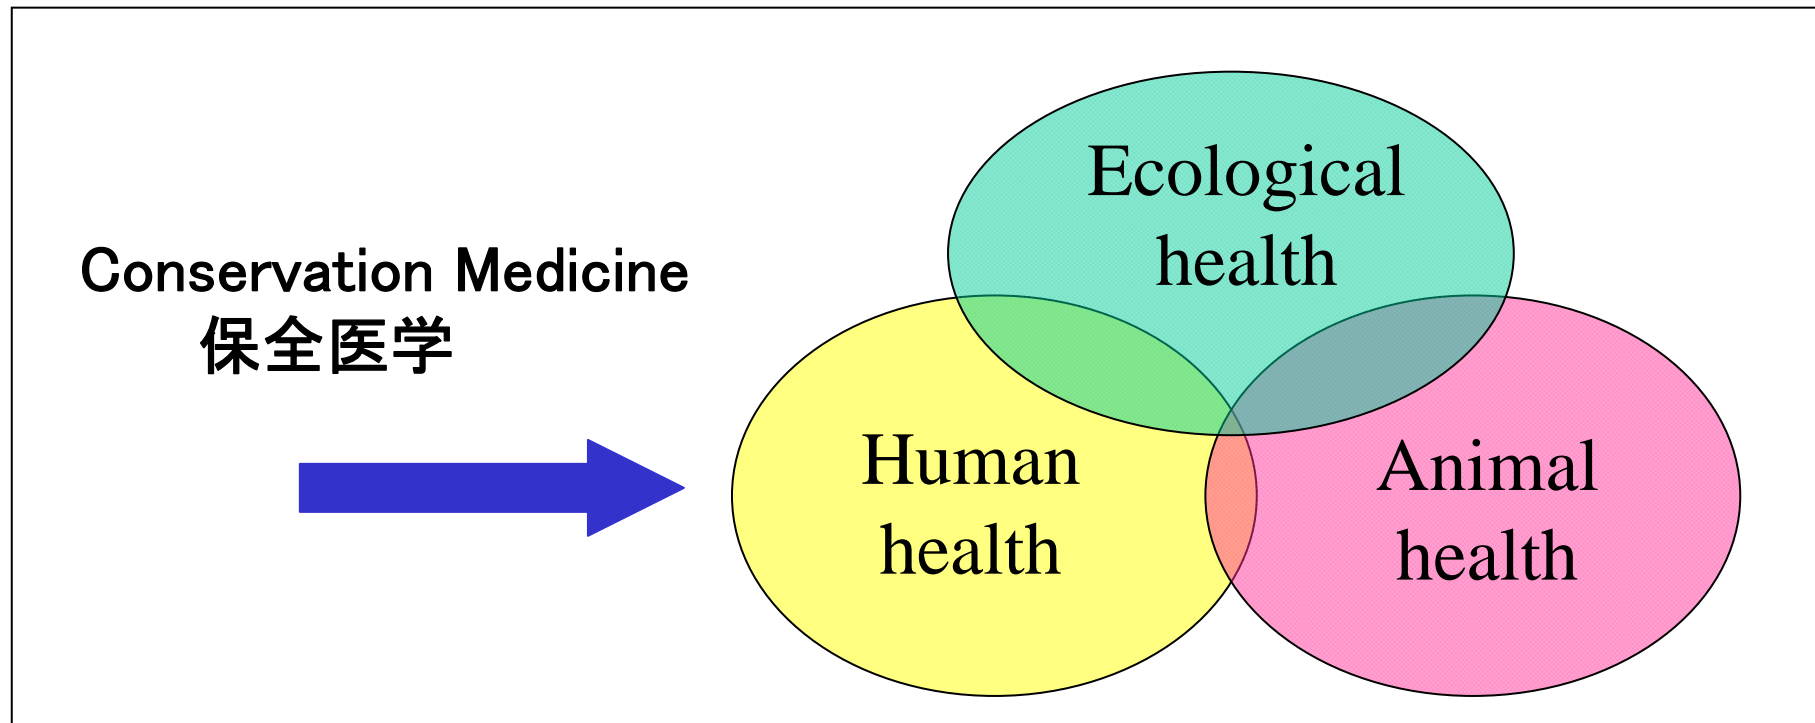 Conservation Medicine
保全医学
Ecological
health
Human
health
Animal
health